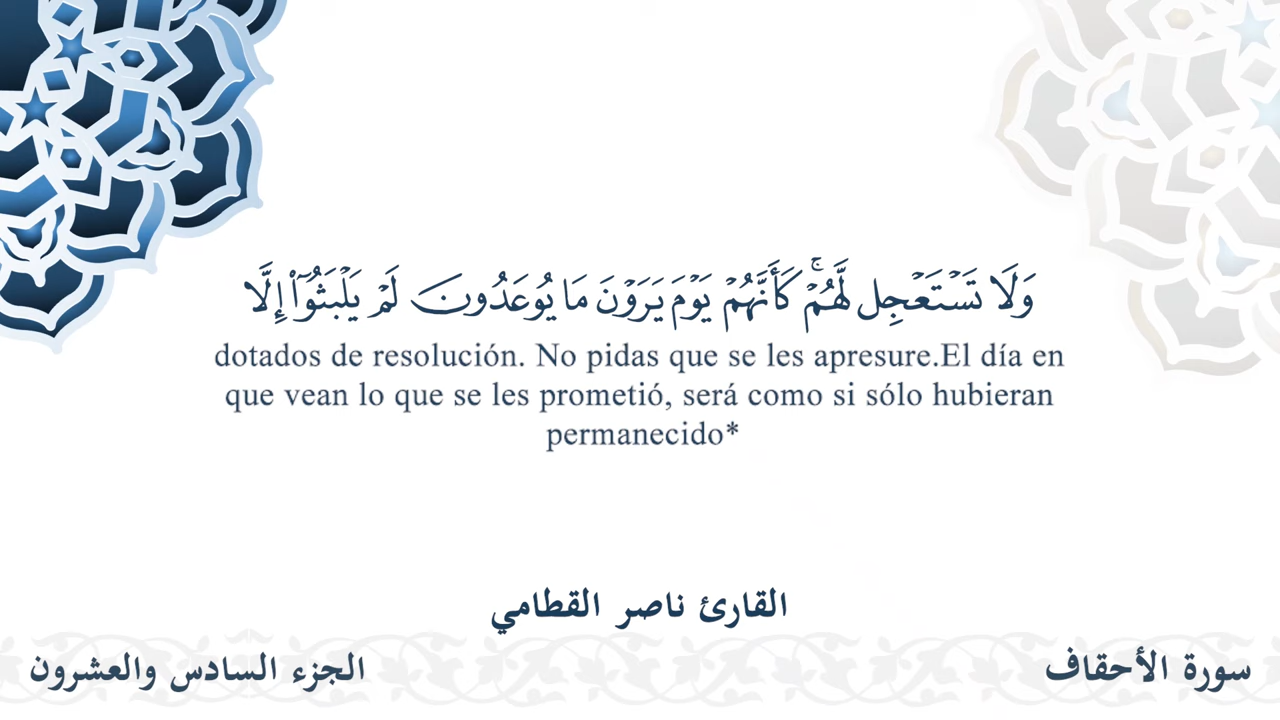 وَلَا تَسْتَعْجِل لَّهُمْ ۚ كَأَنَّهُمْ يَوْمَ يَرَوْنَ مَا يُوعَدُونَ لَمْ يَلْبَثُوٓا۟ إِلَّا
dotados de resolución. No pidas que se les apresure.El día en
que vean lo que se les prometió, será como si sólo hubieran
permanecido*
القارئ ناصر القطامي
سورة الأحقاف
الجزء السادس والعشرون